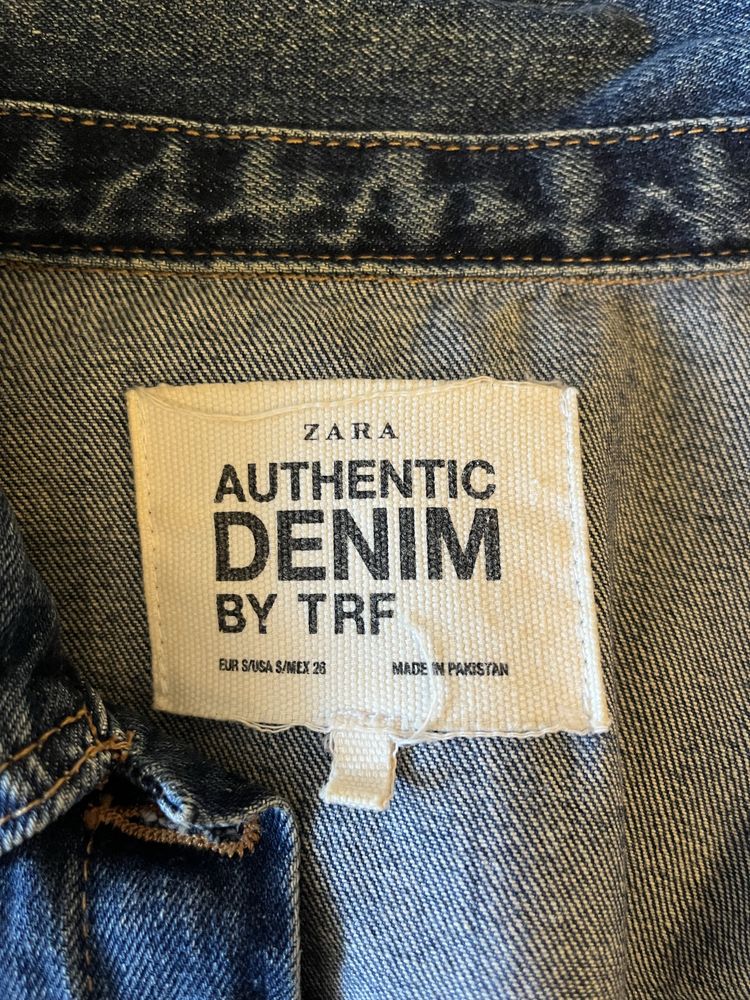 ZARA
AUTHENTIC
DENIM
BY TRF
EUR S/USA S/MEX 26 MADE IN PAKISTAN